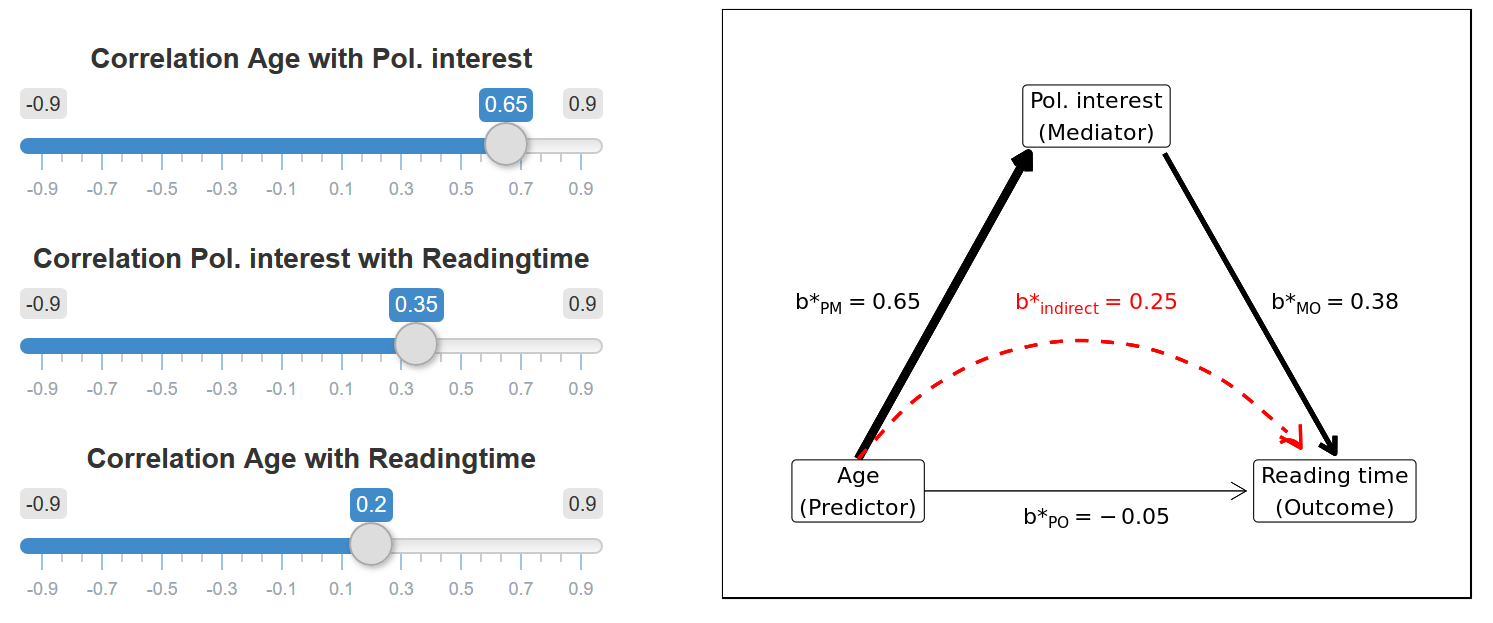 Correlation Age with Pol. interest
-0.9 0.65 0.9
-0.9 -0.7 -0.5 -0.3 -0.1 0.1 0.3 0.5 0.7 0.9
Correlation Pol. interest with Readingtime
-0.9 0.35 0.9
-0.9 -0.7 -0.5 -0.3 -0.1 0.1 0.3 0.5 0.7 0.9
Correlation Age with Readingtime
-0.9 0.2 0.9
-0.9 -0.7 -0.5 -0.3 -0.1 0.1 0.3 0.5 0.7 0.9
Pol. interest
(Mediator)
b*PM = 0.65
b*indirect = 0.25
b*MO = 0.38
Age
(Predictor)
Reading time
(Outcome)
b*PO = −0.05